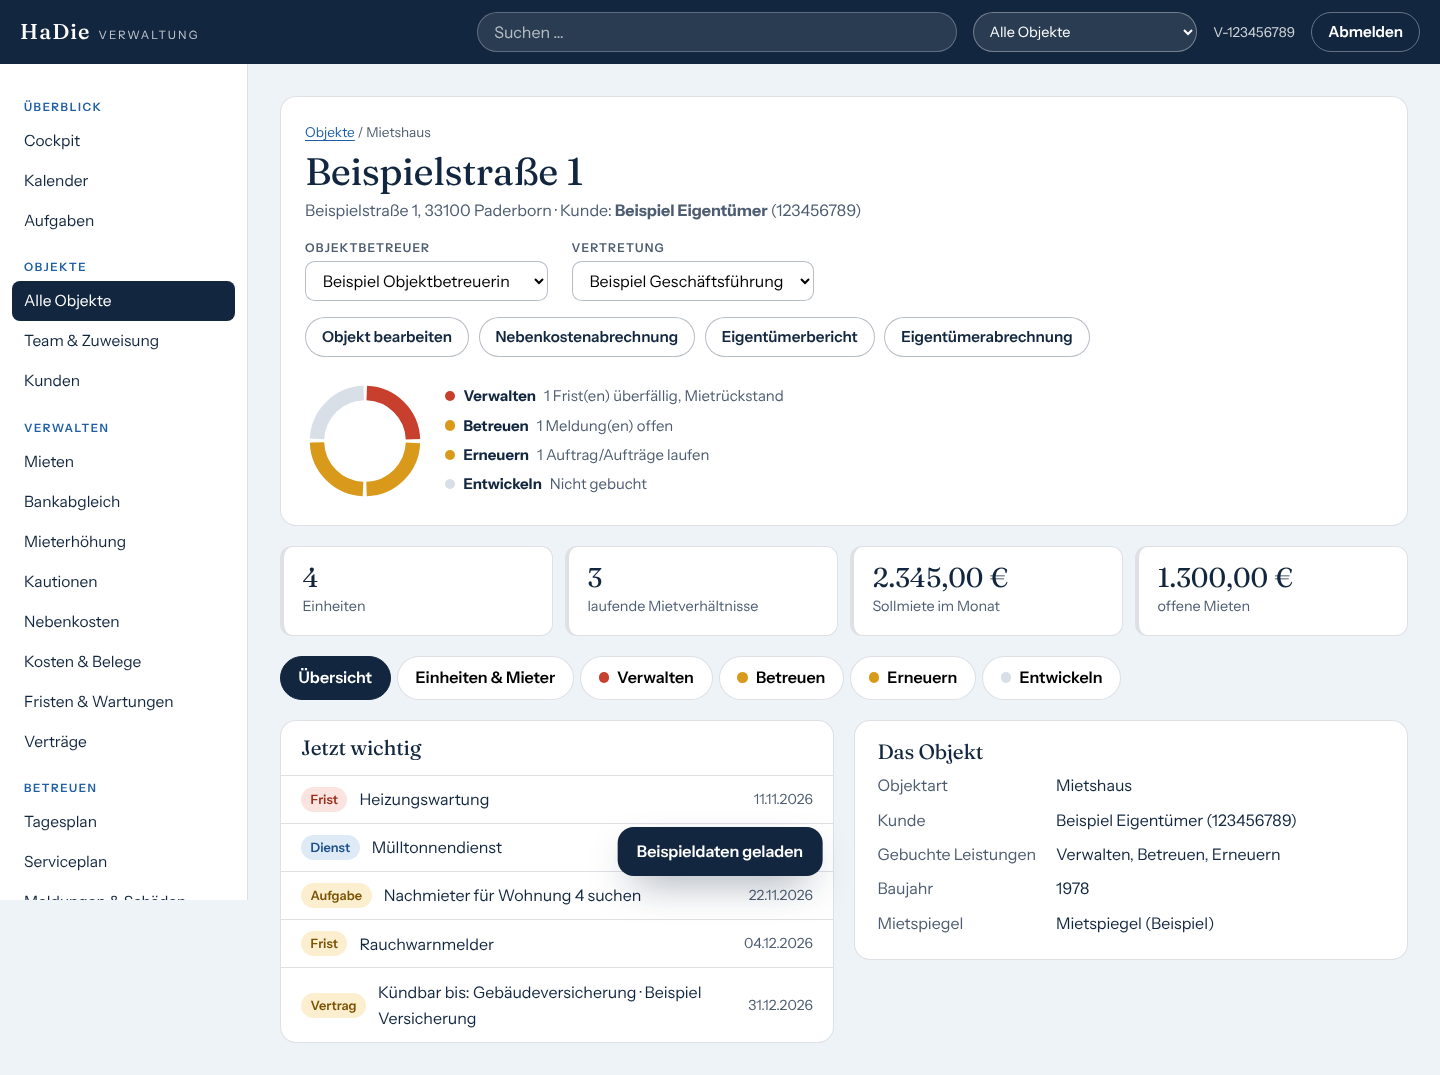 HaDie VERWALTUNG
Suchen ...
Alle Objekte
V-123456789
Abmelden
ÜBERBLICK
Cockpit
Kalender
Aufgaben
OBJEKTE
Alle Objekte
Team & Zuweisung
Kunden
VERWALTEN
Mieten
Bankabgleich
Mieterhöhung
Kautionen
Nebenkosten
Kosten & Belege
Fristen & Wartungen
Verträge
BETREUEN
Tagesplan
Serviceplan
Meldungen & Schäden
Objekte / Mietshaus
Beispielstraße 1
Beispielstraße 1, 33100 Paderborn · Kunde: Beispiel Eigentümer (123456789)
OBJEKTBETREUER
Beispiel Objektbetreuerin
VERTRETUNG
Beispiel Geschäftsführung
Objekt bearbeiten
Nebenkostenabrechnung
Eigentümerbericht
Eigentümerabrechnung
Verwalten 1 Frist(en) überfällig, Mietrückstand
Betreuen 1 Meldung(en) offen
Erneuern 1 Auftrag/Aufträge laufen
Entwickeln Nicht gebucht
4
Einheiten
3
laufende Mietverhältnisse
2.345,00 €
Sollmiete im Monat
1.300,00 €
offene Mieten
Übersicht
Einheiten & Mieter
Verwalten
Betreuen
Erneuern
Entwickeln
Jetzt wichtig
Frist Heizungswartung 11.11.2026
Dienst Mülltonnendienst
Beispieldaten geladen
Aufgabe Nachmieter für Wohnung 4 suchen 22.11.2026
Frist Rauchwarnmelder 04.12.2026
Vertrag Kündbar bis: Gebäudeversicherung · Beispiel
Versicherung 31.12.2026
Das Objekt
Objektart Mietshaus
Kunde Beispiel Eigentümer (123456789)
Gebuchte Leistungen Verwalten, Betreuen, Erneuern
Baujahr 1978
Mietspiegel Mietspiegel (Beispiel)